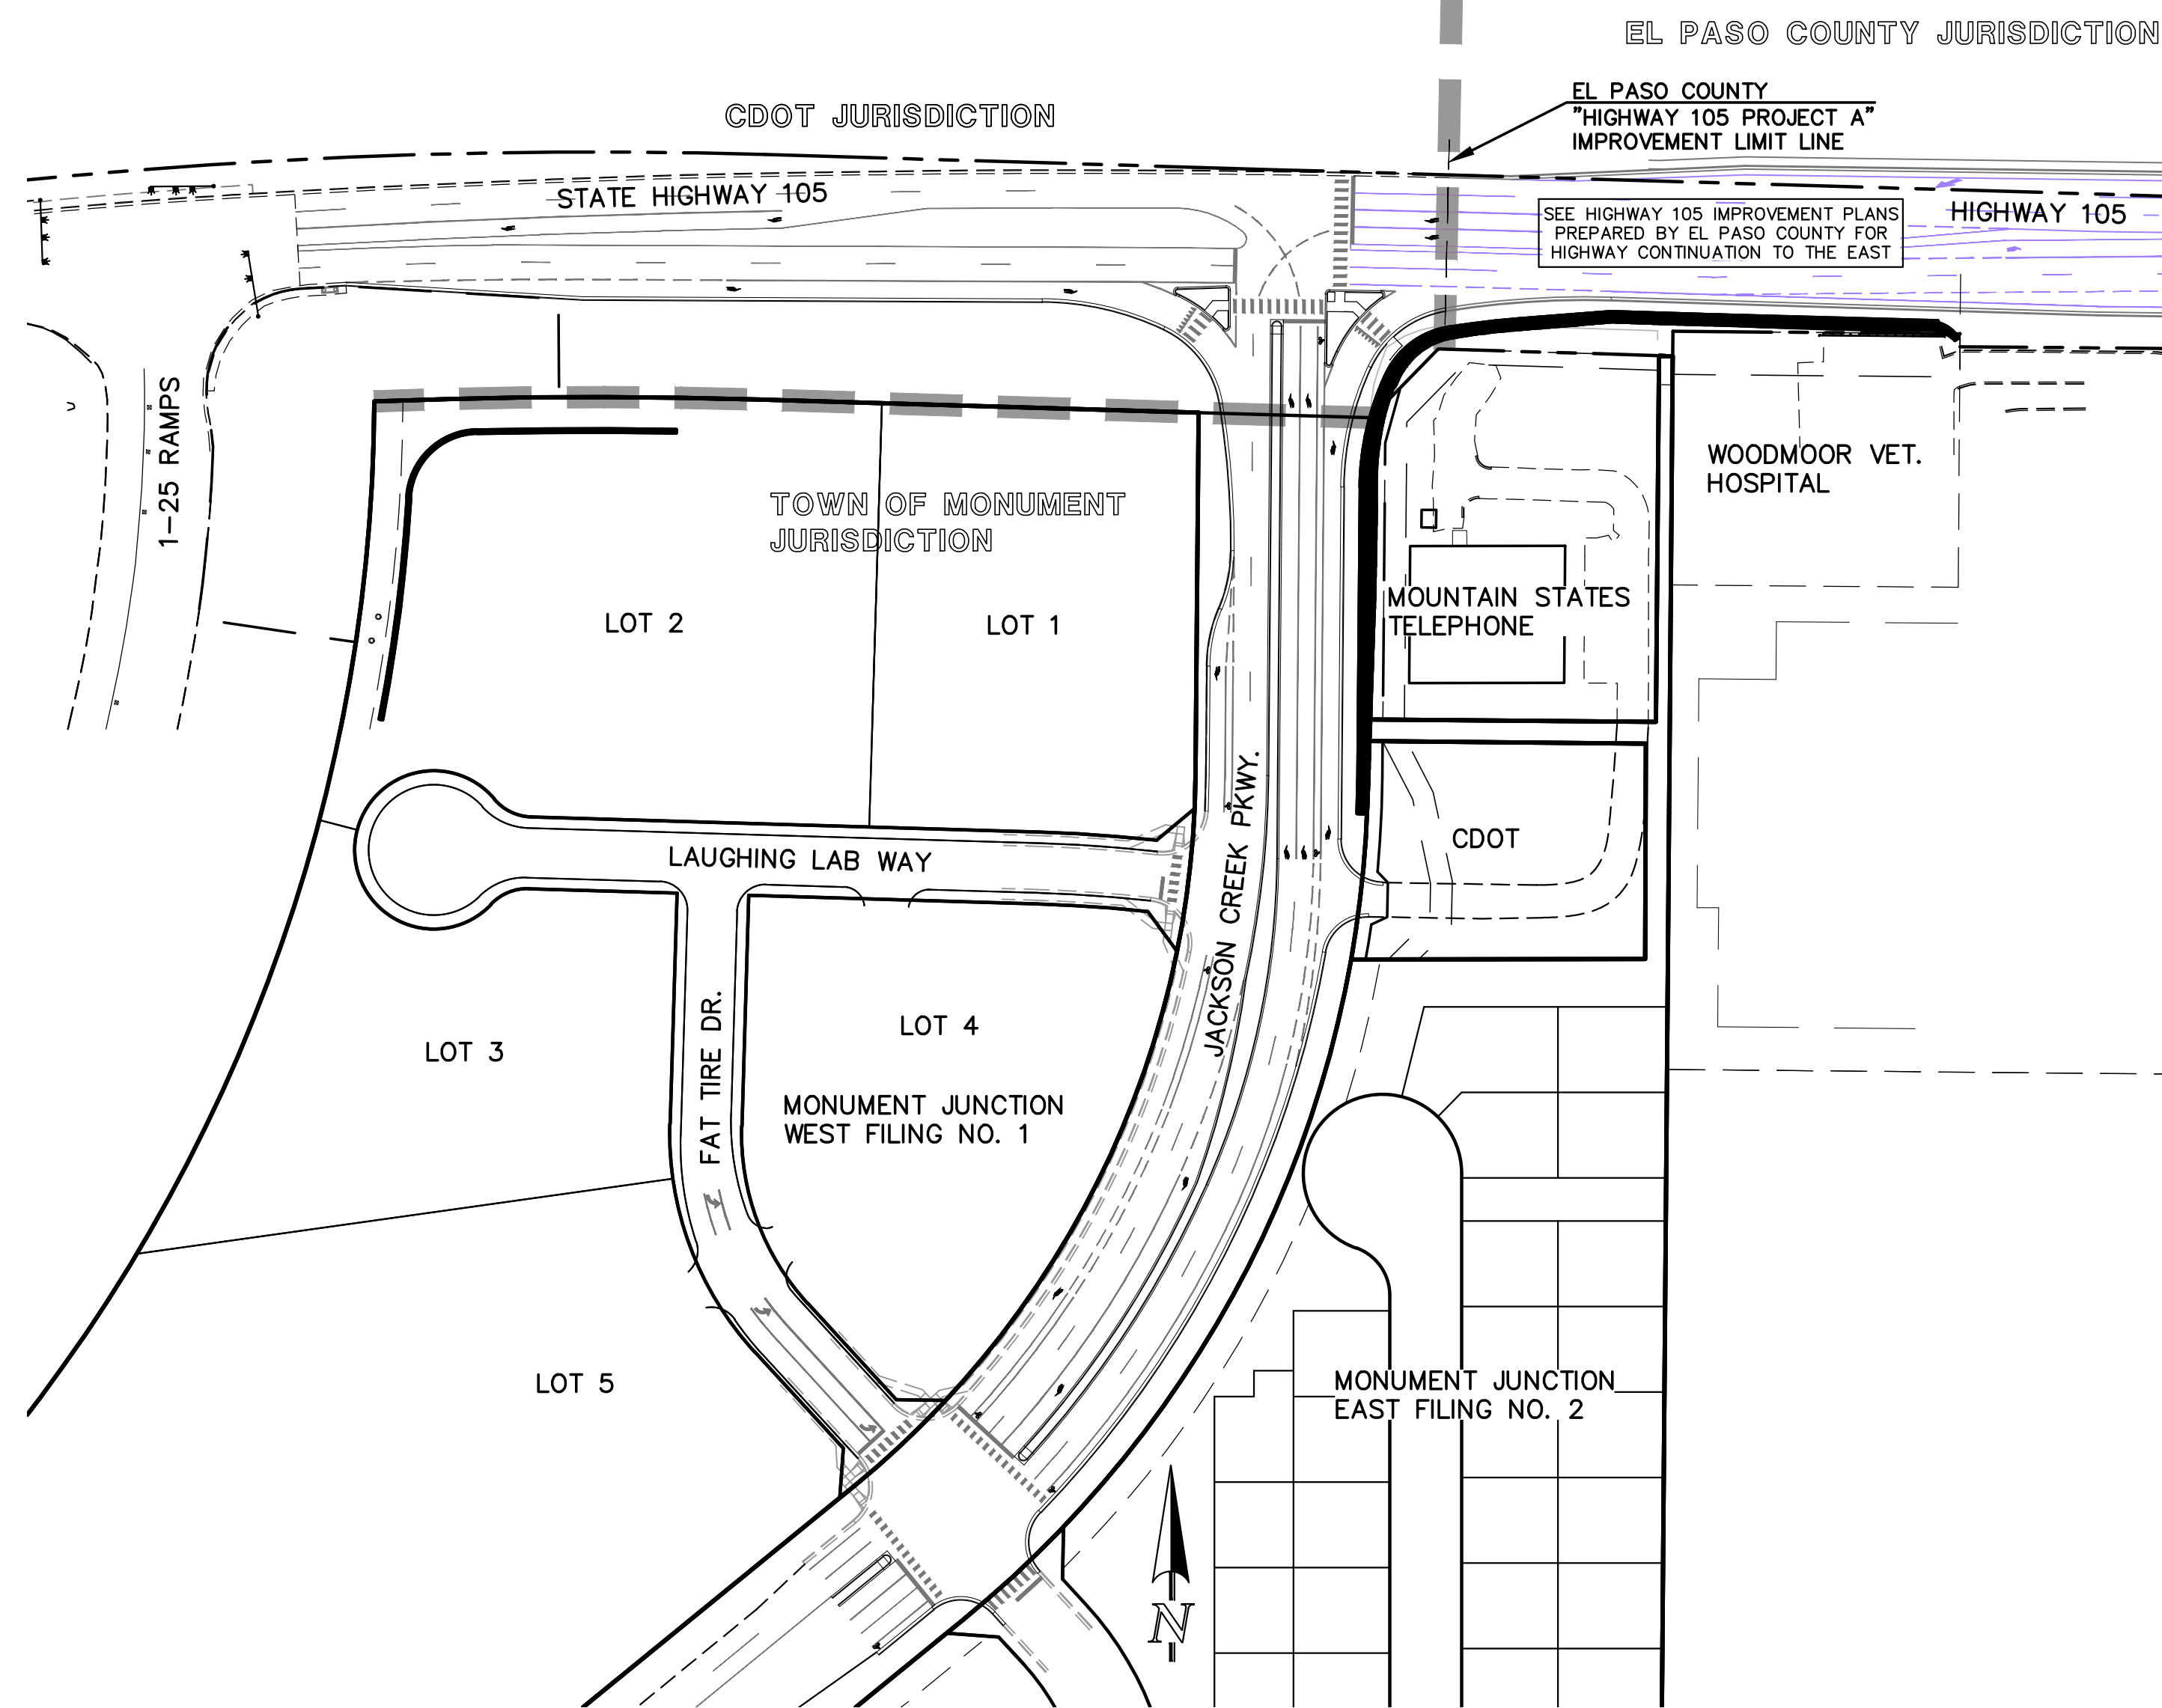 EL PASO COUNTY JURISDICTION
EL PASO COUNTY
"HIGHWAY 105 PROJECT A"
IMPROVEMENT LIMIT LINE
CDOT JURISDICTION
STATE HIGHWAY 105
SEE HIGHWAY 105 IMPROVEMENT PLANS
PREPARED BY EL PASO COUNTY FOR
HIGHWAY CONTINUATION TO THE EAST
HIGHWAY 105
1-25 RAMPS
WOODMOOR VET.
HOSPITAL
TOWN OF MONUMENT
JURISDICTION
LOT 2
LOT 1
MOUNTAIN STATES
TELEPHONE
JACKSON CREEK PKWY.
CDOT
LAUGHING LAB WAY
LOT 3
FAT TIRE DR.
LOT 4
MONUMENT JUNCTION
WEST FILING NO. 1
LOT 5
MONUMENT JUNCTION
EAST FILING NO. 2
N